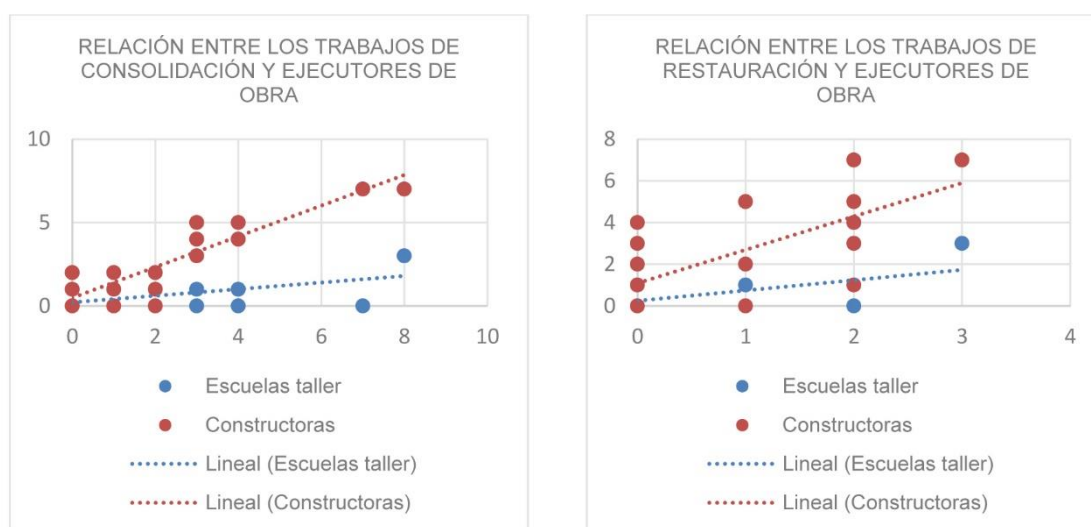 RELACIÓN ENTRE LOS TRABAJOS DE
CONSOLIDACIÓN Y EJECUTORES DE
OBRA
10
5
0
0
2
4
6
8
10
Escuelas taller
Constructoras
Lineal (Escuelas taller)
Lineal (Constructoras)
RELACIÓN ENTRE LOS TRABAJOS DE
RESTAURACIÓN Y EJECUTORES DE
OBRA
8
6
4
2
0
0
1
2
3
4
Escuelas taller
Constructoras
Lineal (Escuelas taller)
Lineal (Constructoras)